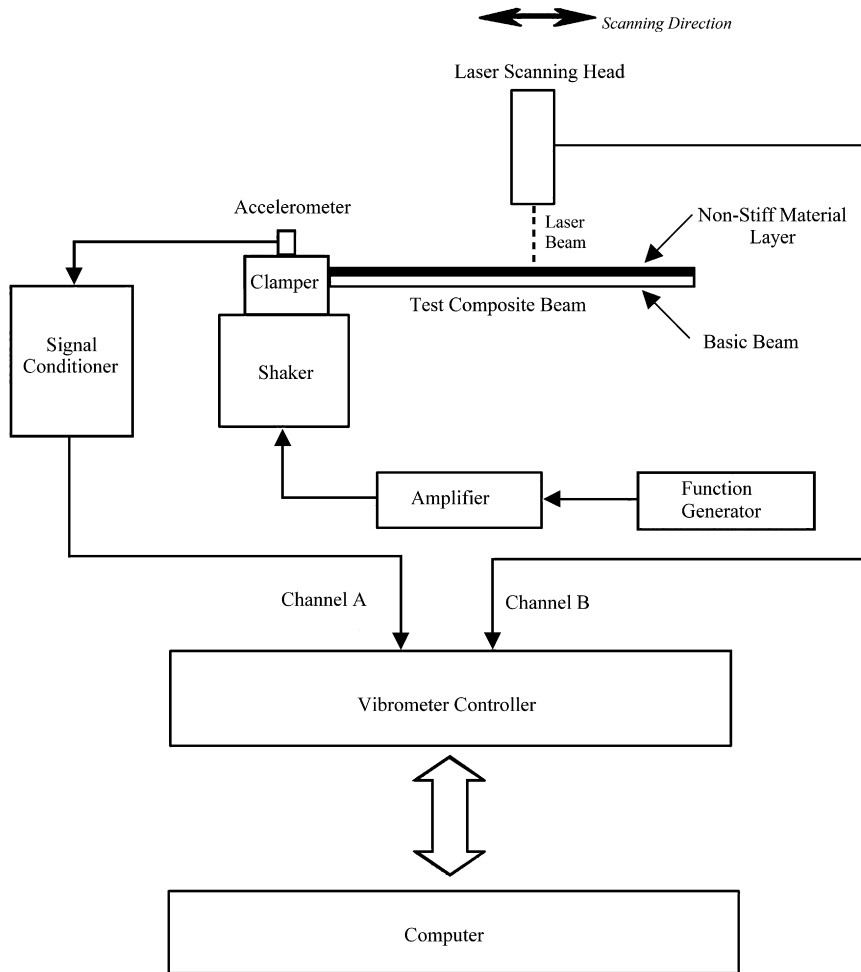 Scanning Direction
Laser Scanning Head
Accelerometer
Laser
Beam
Non-Stiff Material
Layer
Clamper
Test Composite Beam
Basic Beam
Signal
Conditioner
Shaker
Amplifier
Function
Generator
Channel A
Channel B
Vibrometer Controller
Computer